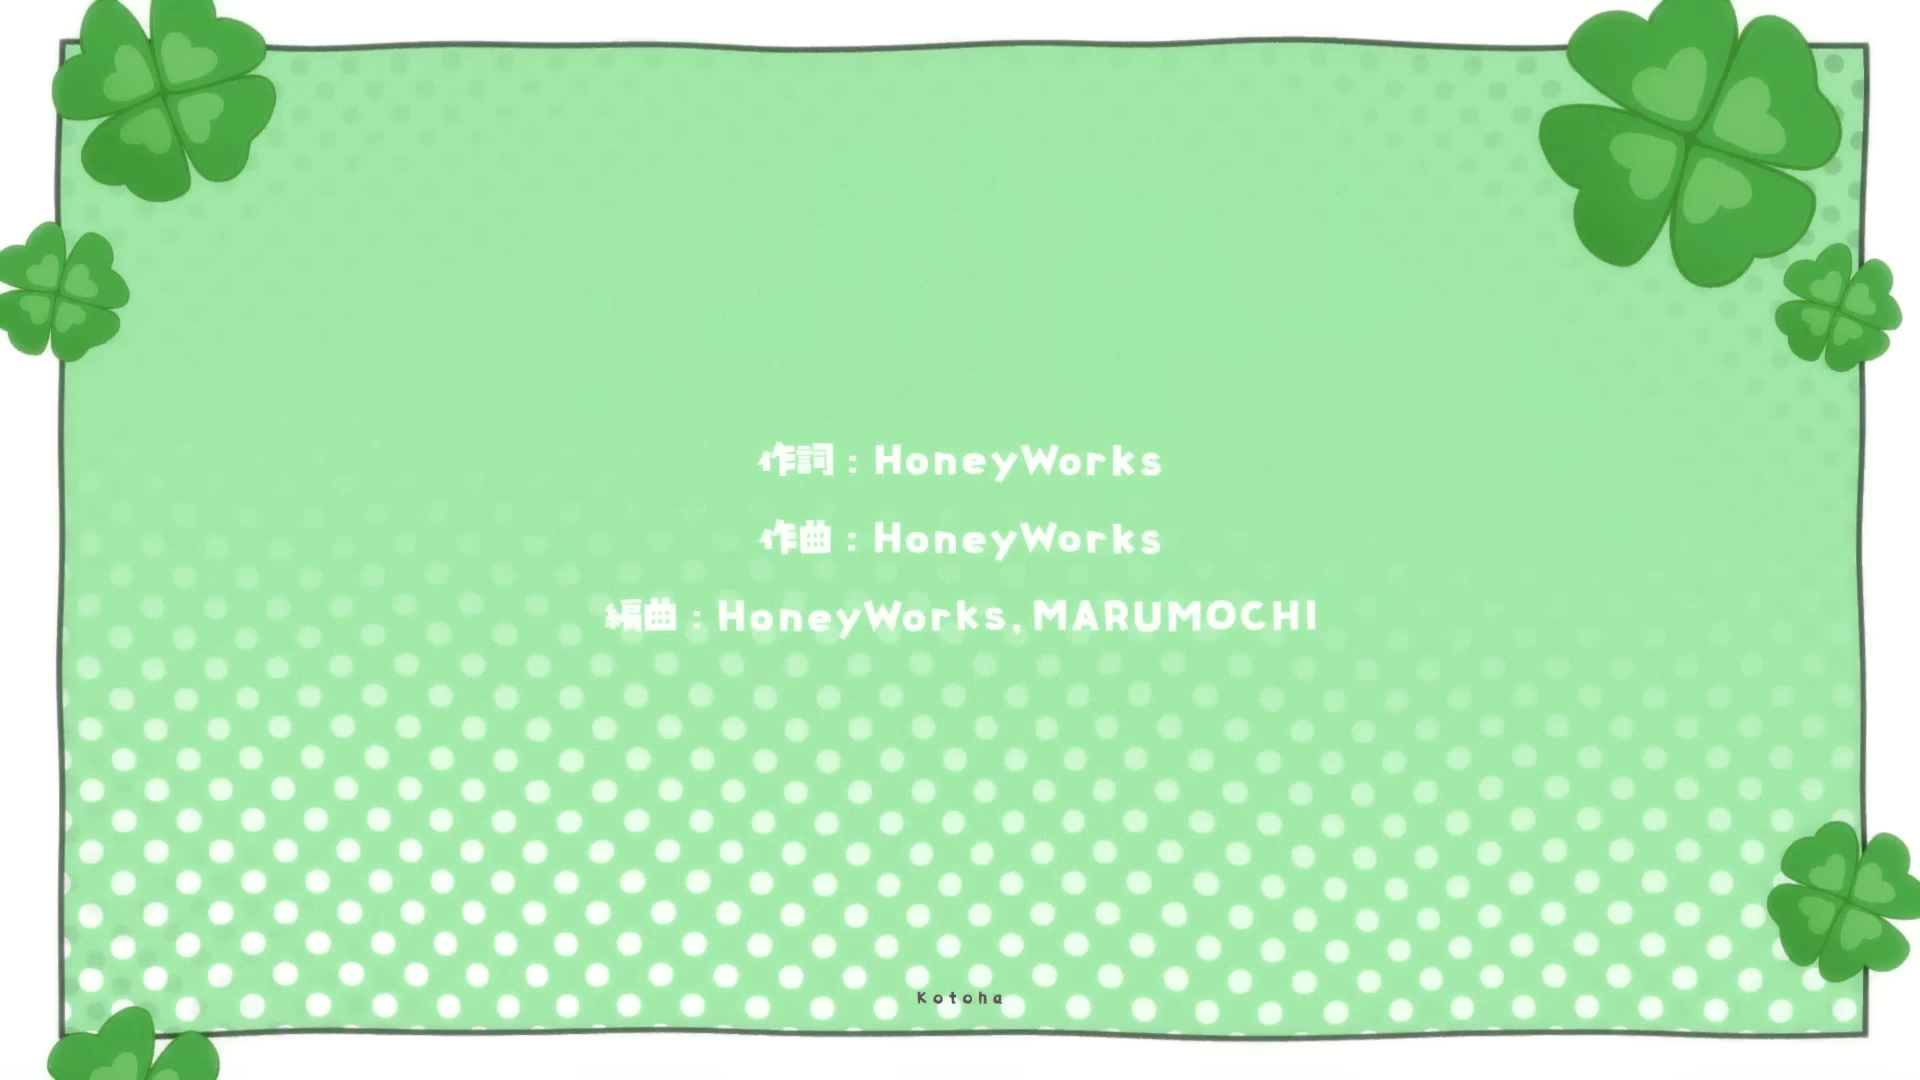 作詞 : HoneyWorks
作曲 : HoneyWorks
編曲 : HoneyWorks, MARUMOCHI
Kotoha